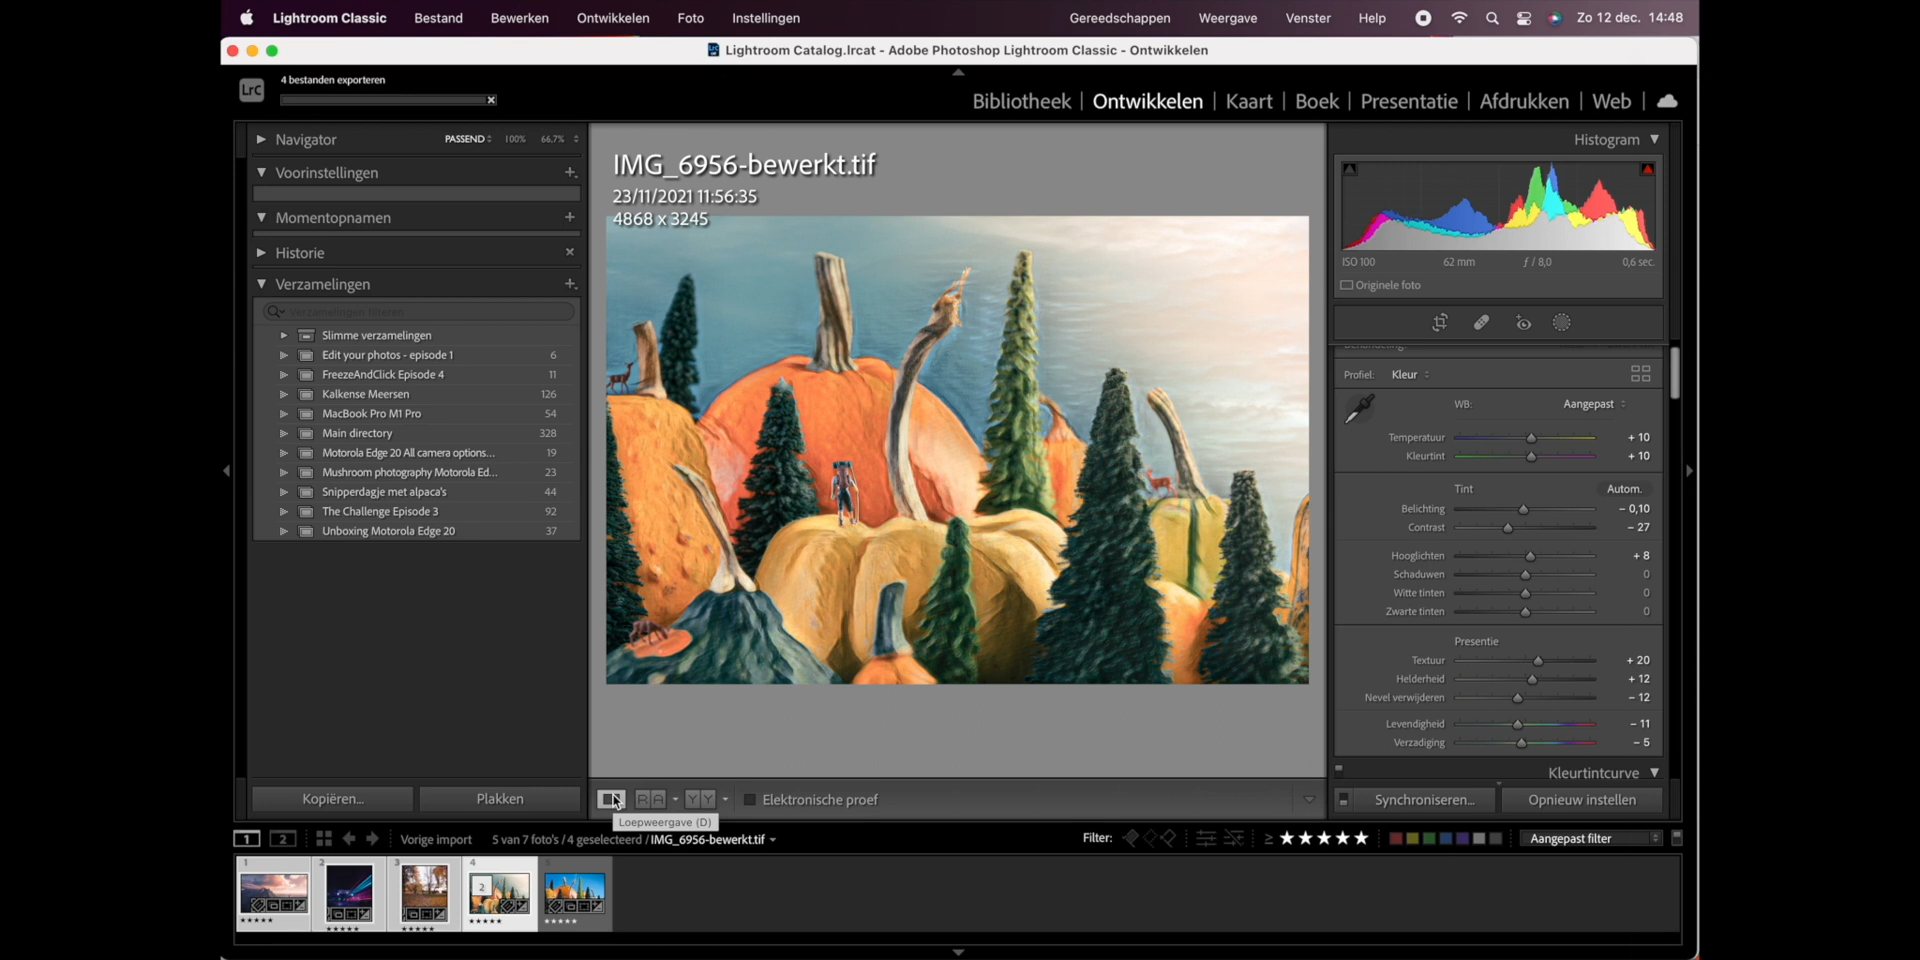 Lightroom Classic Bestand Bewerken Ontwikkelen Foto Instellingen Gereedschappen Weergave Venster Help Zo 12 dec. 14:48
Lightroom Catalog.lrcat - Adobe Photoshop Lightroom Classic - Ontwikkelen
LrC
4 bestanden exporteren
Bibliotheek | Ontwikkelen | Kaart | Boek | Presentatie | Afdrukken | Web |
Navigator PASSEND 100% 66.7%
Voorinstellingen
Momentopnamen
Historie
Verzamelingen
Verzamelingen filteren
Slimme verzamelingen
Edit your photos - episode 1 6
FreezeAndClick Episode 4 11
Kalkense Meersen 126
MacBook Pro M1 Pro 54
Main directory 328
Motorola Edge 20 All camera options... 19
Mushroom photography Motorola Ed... 23
Snipperdagje met alpaca's 44
The Challenge Episode 3 92
Unboxing Motorola Edge 20 37
Kopiëren... Plakken
IMG_6956-bewerkt.tif
23/11/2021 11:56:35
4868 x 3245
R A Y Y Elektronische proef
Loepweergave (D)
Histogram
ISO 100 62 mm ƒ / 8,0 0,6 sec.
Originele foto
Profiel: Kleur
WB: Aangepast
Temperatuur + 10
Kleurtint + 10
Tint Autom.
Belichting – 0,10
Contrast – 27
Hooglichten + 8
Schaduwen 0
Witte tinten 0
Zwarte tinten 0
Presentie
Textuur + 20
Helderheid + 12
Nevel verwijderen – 12
Levendigheid – 11
Verzadiging – 5
Kleurtintcurve
Synchroniseren... Opnieuw instellen
1 2 Vorige import 5 van 7 foto's / 4 geselecteerd / IMG_6956-bewerkt.tif Filter: ≥ ★★★★★ Aangepast filter
1 2 3 4 5
2